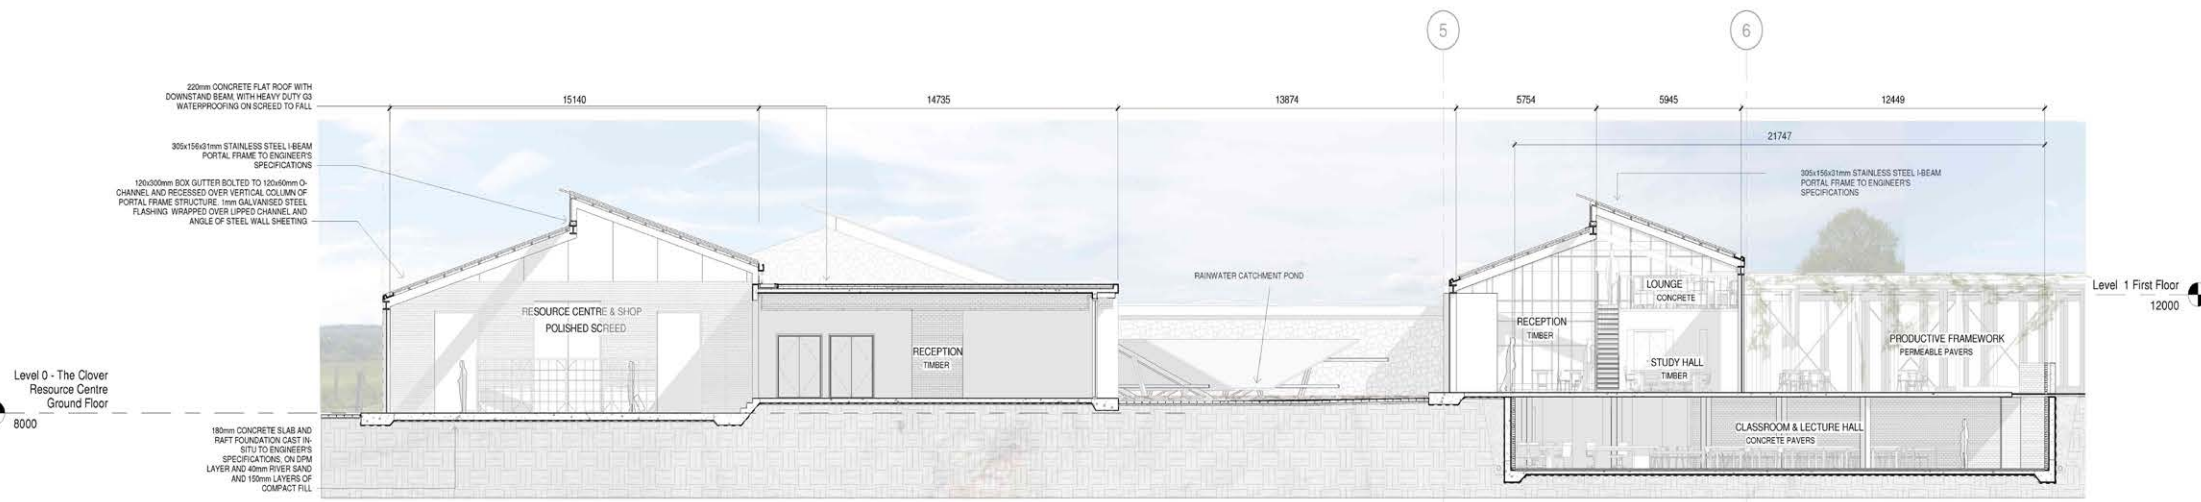 5
6
220mm CONCRETE FLAT ROOF WITH
DOWNSTAND BEAM, WITH HEAVY DUTY G3
WATERPROOFING ON SCREED TO FALL
15140
14735
13874
5754
5945
12449
21747
305x156x31mm STAINLESS STEEL I-BEAM
PORTAL FRAME TO ENGINEER'S
SPECIFICATIONS
120x300mm BOX GUTTER BOLTED TO 120x60mm O-
CHANNEL AND RECESSED OVER VERTICAL COLUMN OF
PORTAL FRAME STRUCTURE. 1mm GALVANISED STEEL
FLASHING WRAPPED OVER LIPPED CHANNEL AND
ANGLE OF STEEL WALL SHEETING
305x156x31mm STAINLESS STEEL I-BEAM
PORTAL FRAME TO ENGINEER'S
SPECIFICATIONS
RAINWATER CATCHMENT POND
LOUNGE
CONCRETE
Level 1 First Floor
12000
RESOURCE CENTRE & SHOP
POLISHED SCREED
RECEPTION
TIMBER
RECEPTION
TIMBER
STUDY HALL
TIMBER
PRODUCTIVE FRAMEWORK
PERMEABLE PAVERS
Level 0 - The Clover
Resource Centre
Ground Floor
8000
CLASSROOM & LECTURE HALL
CONCRETE PAVERS
180mm CONCRETE SLAB AND
RAFT FOUNDATION CAST IN-
SITU TO ENGINEER'S
SPECIFICATIONS, ON DPM
LAYER AND 40mm RIVER SAND
AND 150mm LAYERS OF
COMPACT FILL